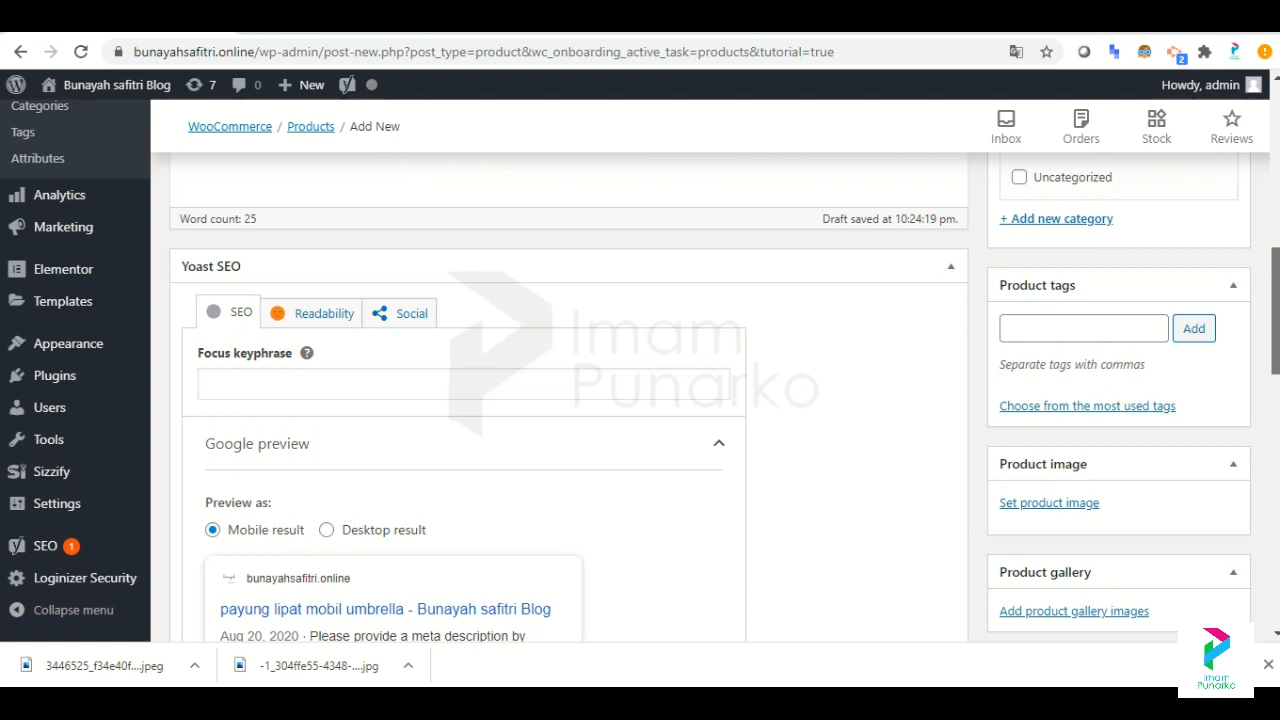 bunayahsafitri.online/wp-admin/post-new.php?post_type=product&wc_onboarding_active_task=products&tutorial=true
2
Bunayah safitri Blog 7 0 New Howdy, admin
Categories
Tags
Attributes
Analytics
Marketing
Elementor
Templates
Appearance
Plugins
Users
Tools
Sizzify
Settings
SEO 1
Loginizer Security
Collapse menu
WooCommerce / Products / Add New
Inbox Orders Stock Reviews
Word count: 25 Draft saved at 10:24:19 pm.
Yoast SEO
SEO Readability Social
Focus keyphrase ?
Google preview
Preview as:
Mobile result Desktop result
bunayahsafitri.online
payung lipat mobil umbrella - Bunayah safitri Blog
Aug 20, 2020 · Please provide a meta description by
Uncategorized
+ Add new category
Product tags
Add
Separate tags with commas
Choose from the most used tags
Product image
Set product image
Product gallery
Add product gallery images
Imam
Punarko
3446525_f34e40f....jpeg -1_304ffe55-4348-....jpg
Imam
Punarko